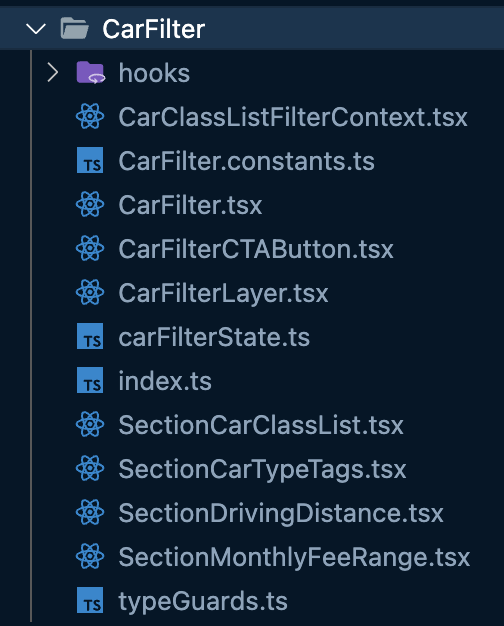 CarFilter
hooks
CarClassListFilterContext.tsx
TS CarFilter.constants.ts
CarFilter.tsx
CarFilterCTAButton.tsx
CarFilterLayer.tsx
TS carFilterState.ts
TS index.ts
SectionCarClassList.tsx
SectionCarTypeTags.tsx
SectionDrivingDistance.tsx
SectionMonthlyFeeRange.tsx
TS typeGuards.ts